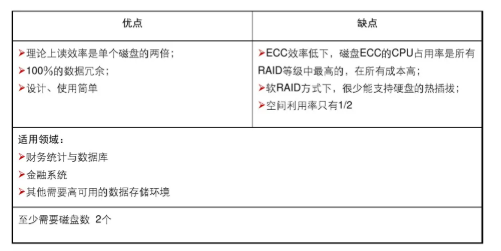 优点
缺点
➤理论上读效率是单个磁盘的两倍；
➤100%的数据冗余；
➤设计、使用简单
➤ECC效率低下，磁盘ECC的CPU占用率是所有
RAID等级中最高的，在所有成本高；
➤软RAID方式下，很少能支持硬盘的热插拔；
➤空间利用率只有1/2
适用领域：
➤财务统计与数据库
➤金融系统
➤其他需要高可用的数据存储环境
至少需要磁盘数 2个